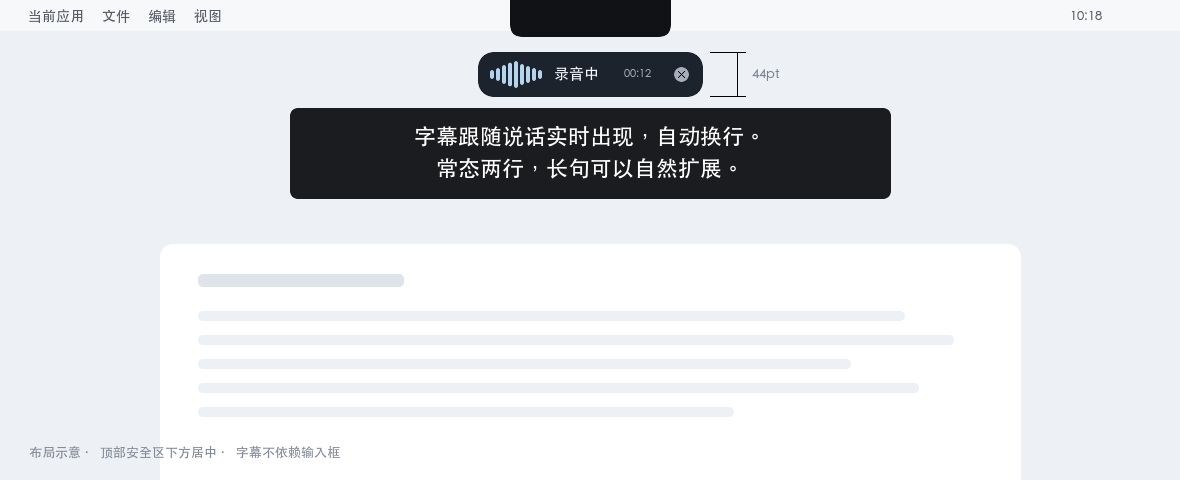 当前应用 文件 编辑 视图 10:18
录音中 00:12 44pt
字幕跟随说话实时出现，自动换行。
常态两行，长句可以自然扩展。
布局示意· 顶部安全区下方居中· 字幕不依赖输入框